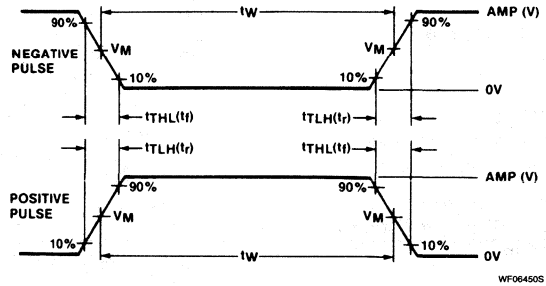 tW
90%
90%
AMP (V)
NEGATIVE
PULSE
VM
VM
10%
10%
0V
tTHL(tf)
tTLH(tr)
tTLH(tr)
tTHL(tf)
AMP (V)
POSITIVE
PULSE
90%
90%
VM
VM
10%
10%
tW
0V
WF06450S